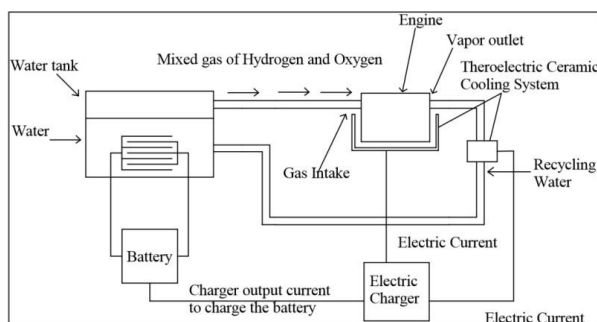 Engine
Vapor outlet
Mixed gas of Hydrogen and Oxygen
Theroelectric Ceramic
Cooling System
Water tank
Water
Gas Intake
Recycling
Water
Electric Current
Battery
Electric
Charger
Charger output current
to charge the battery
Electric Current